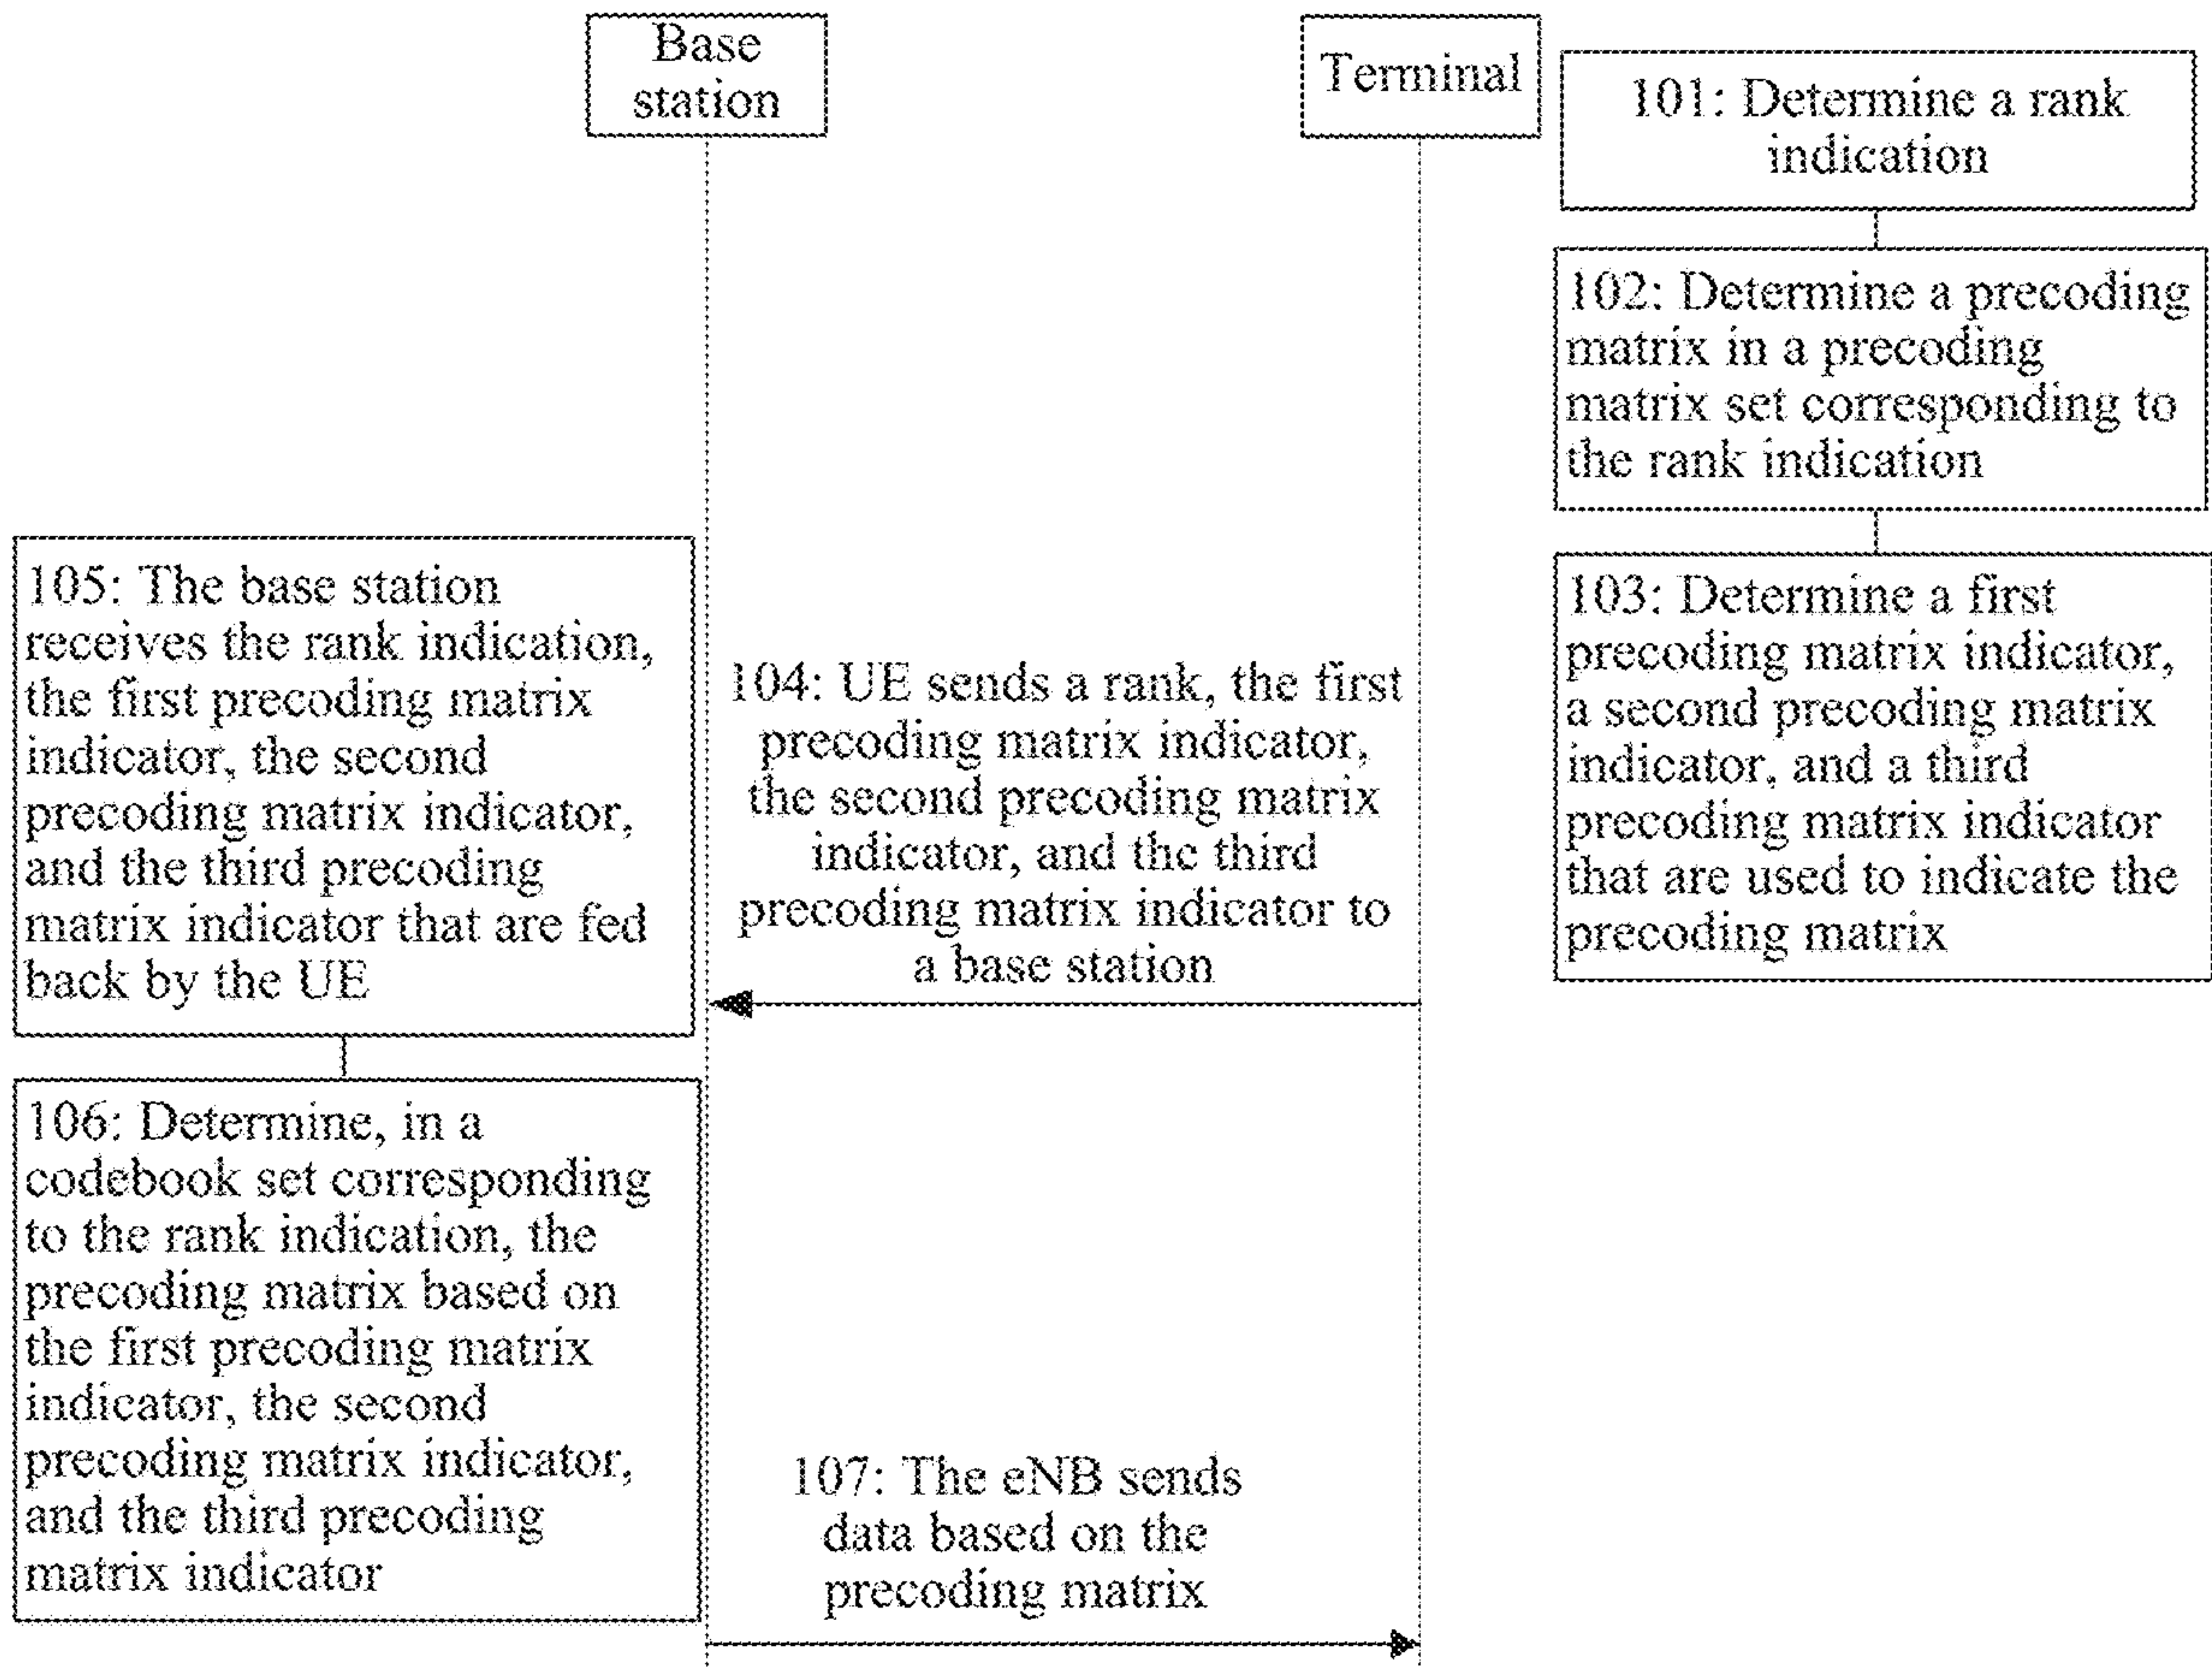 Base
station
Terminal
101: Determine a rank
indication
102: Determine a precoding
matrix in a precoding
matrix set corresponding to
the rank indication
103: Determine a first
precoding matrix indicator,
a second precoding matrix
indicator, and a third
precoding matrix indicator
that are used to indicate the
precoding matrix
104: UE sends a rank, the first
precoding matrix indicator,
the second precoding matrix
indicator, and the third
precoding matrix indicator to
a base station
105: The base station
receives the rank indication,
the first precoding matrix
indicator, the second
precoding matrix indicator,
and the third precoding
matrix indicator that are fed
back by the UE
106: Determine, in a
codebook set corresponding
to the rank indication, the
precoding matrix based on
the first precoding matrix
indicator, the second
precoding matrix indicator,
and the third precoding
matrix indicator
107: The eNB sends
data based on the
precoding matrix